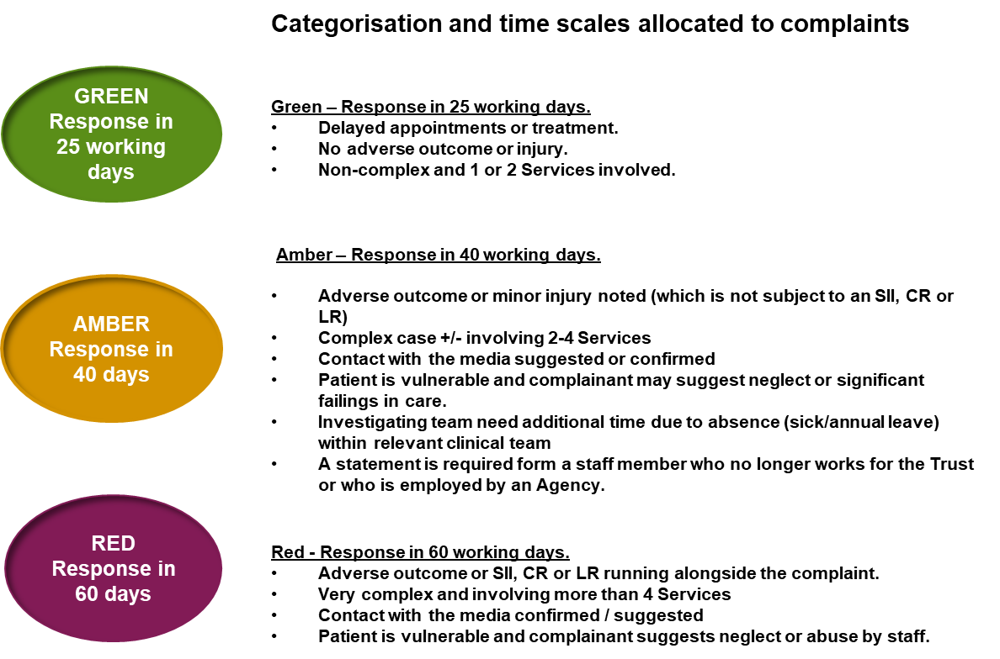 Categorisation and time scales allocated to complaints
GREEN
Response in
25 working
days
Green – Response in 25 working days.
• Delayed appointments or treatment.
• No adverse outcome or injury.
• Non-complex and 1 or 2 Services involved.
AMBER
Response in
40 days
Amber – Response in 40 working days.
• Adverse outcome or minor injury noted (which is not subject to an SII, CR or
LR)
• Complex case +/- involving 2-4 Services
• Contact with the media suggested or confirmed
• Patient is vulnerable and complainant may suggest neglect or significant
failings in care.
• Investigating team need additional time due to absence (sick/annual leave)
within relevant clinical team
• A statement is required form a staff member who no longer works for the Trust
or who is employed by an Agency.
RED
Response in
60 days
Red - Response in 60 working days.
• Adverse outcome or SII, CR or LR running alongside the complaint.
• Very complex and involving more than 4 Services
• Contact with the media confirmed / suggested
• Patient is vulnerable and complainant suggests neglect or abuse by staff.